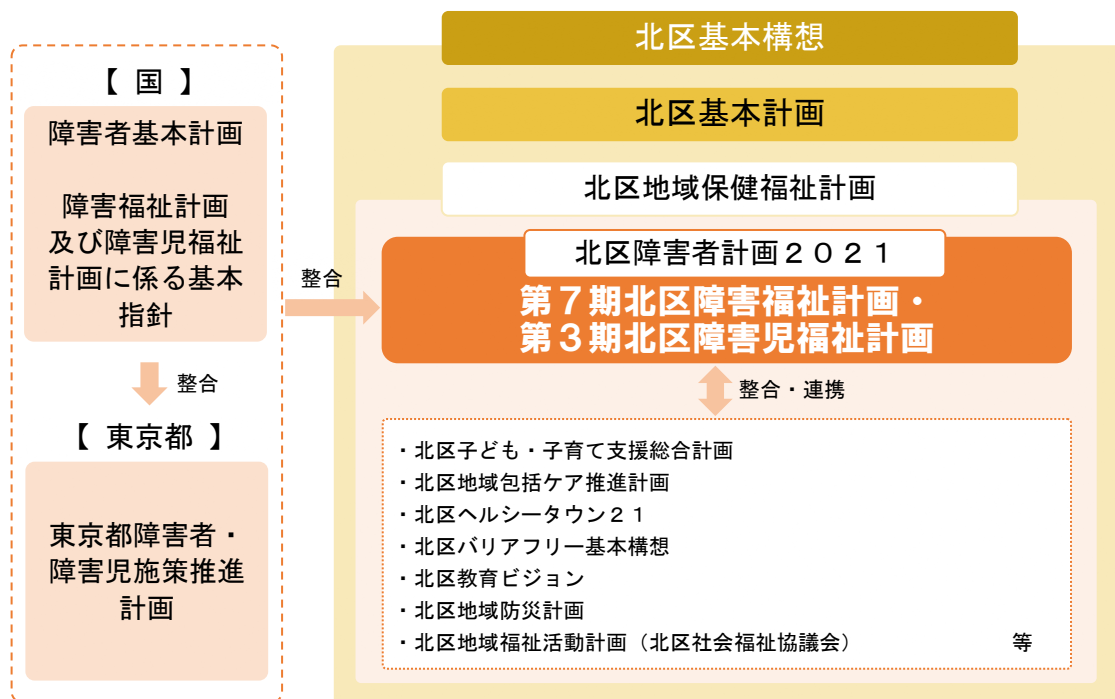 【 国 】
障害者基本計画
障害福祉計画
及び障害児福祉
計画に係る基本
指針
整合
【 東京都 】
東京都障害者・
障害児施策推進
計画
整合
北区基本構想
北区基本計画
北区地域保健福祉計画
北区障害者計画２０２１
第７期北区障害福祉計画・
第３期北区障害児福祉計画
整合・連携
・北区子ども・子育て支援総合計画
・北区地域包括ケア推進計画
・北区ヘルシータウン２１
・北区バリアフリー基本構想
・北区教育ビジョン
・北区地域防災計画
・北区地域福祉活動計画（北区社会福祉協議会） 等